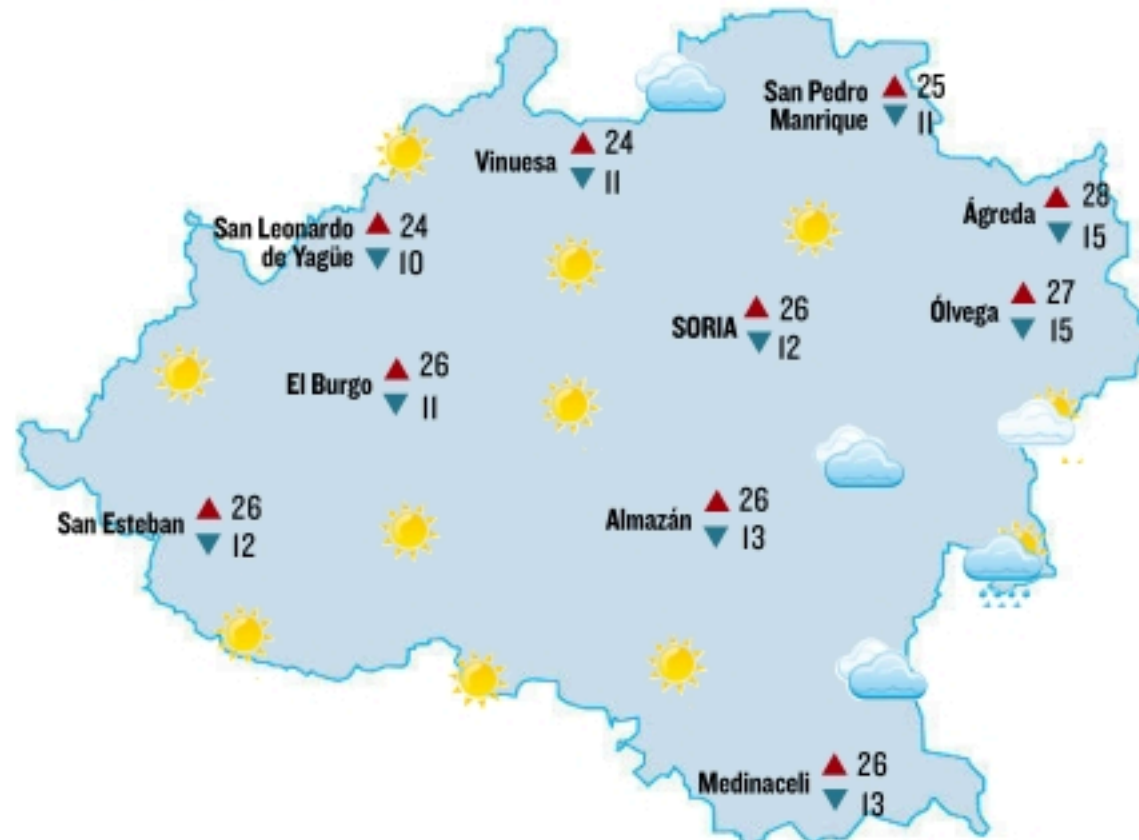 San Pedro
Manrique
25
11
Vinuesa
24
11
Ágreda
28
15
San Leonardo
de Yagüe
24
10
SORIA
26
12
Ólvega
27
15
El Burgo
26
11
San Esteban
26
12
Almazán
26
13
Medinaceli
26
13